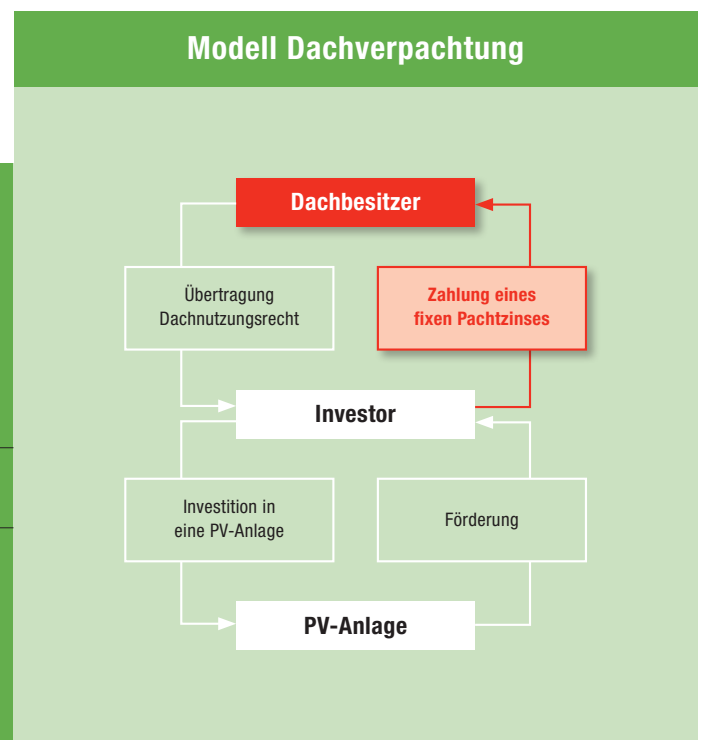 Modell Dachverpachtung
Dachbesitzer
Übertragung
Dachnutzungsrecht
Zahlung eines
fixen Pachtzinses
Investor
Investition in
eine PV-Anlage
Förderung
PV-Anlage